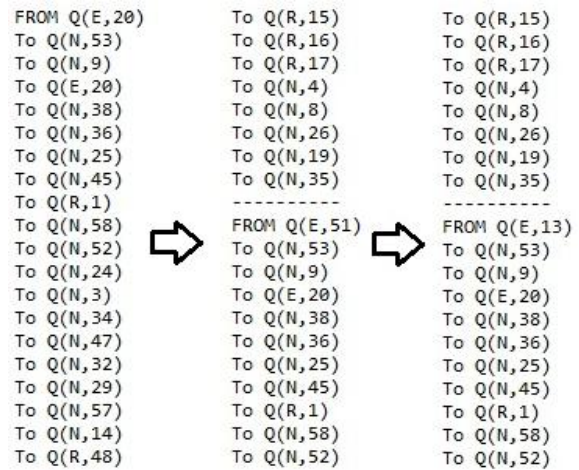 FROM Q(E,20)
To Q(N,53)
To Q(N,9)
To Q(E,20)
To Q(N,38)
To Q(N,36)
To Q(N,25)
To Q(N,45)
To Q(R,1)
To Q(N,58)
To Q(N,52)
To Q(N,24)
To Q(N,3)
To Q(N,34)
To Q(N,47)
To Q(N,32)
To Q(N,29)
To Q(N,57)
To Q(N,14)
To Q(R,48)
To Q(R,15)
To Q(R,16)
To Q(R,17)
To Q(N,4)
To Q(N,8)
To Q(N,26)
To Q(N,19)
To Q(N,35)
----------
FROM Q(E,51)
To Q(N,53)
To Q(N,9)
To Q(E,20)
To Q(N,38)
To Q(N,36)
To Q(N,25)
To Q(N,45)
To Q(R,1)
To Q(N,58)
To Q(N,52)
To Q(R,15)
To Q(R,16)
To Q(R,17)
To Q(N,4)
To Q(N,8)
To Q(N,26)
To Q(N,19)
To Q(N,35)
----------
FROM Q(E,13)
To Q(N,53)
To Q(N,9)
To Q(E,20)
To Q(N,38)
To Q(N,36)
To Q(N,25)
To Q(N,45)
To Q(R,1)
To Q(N,58)
To Q(N,52)